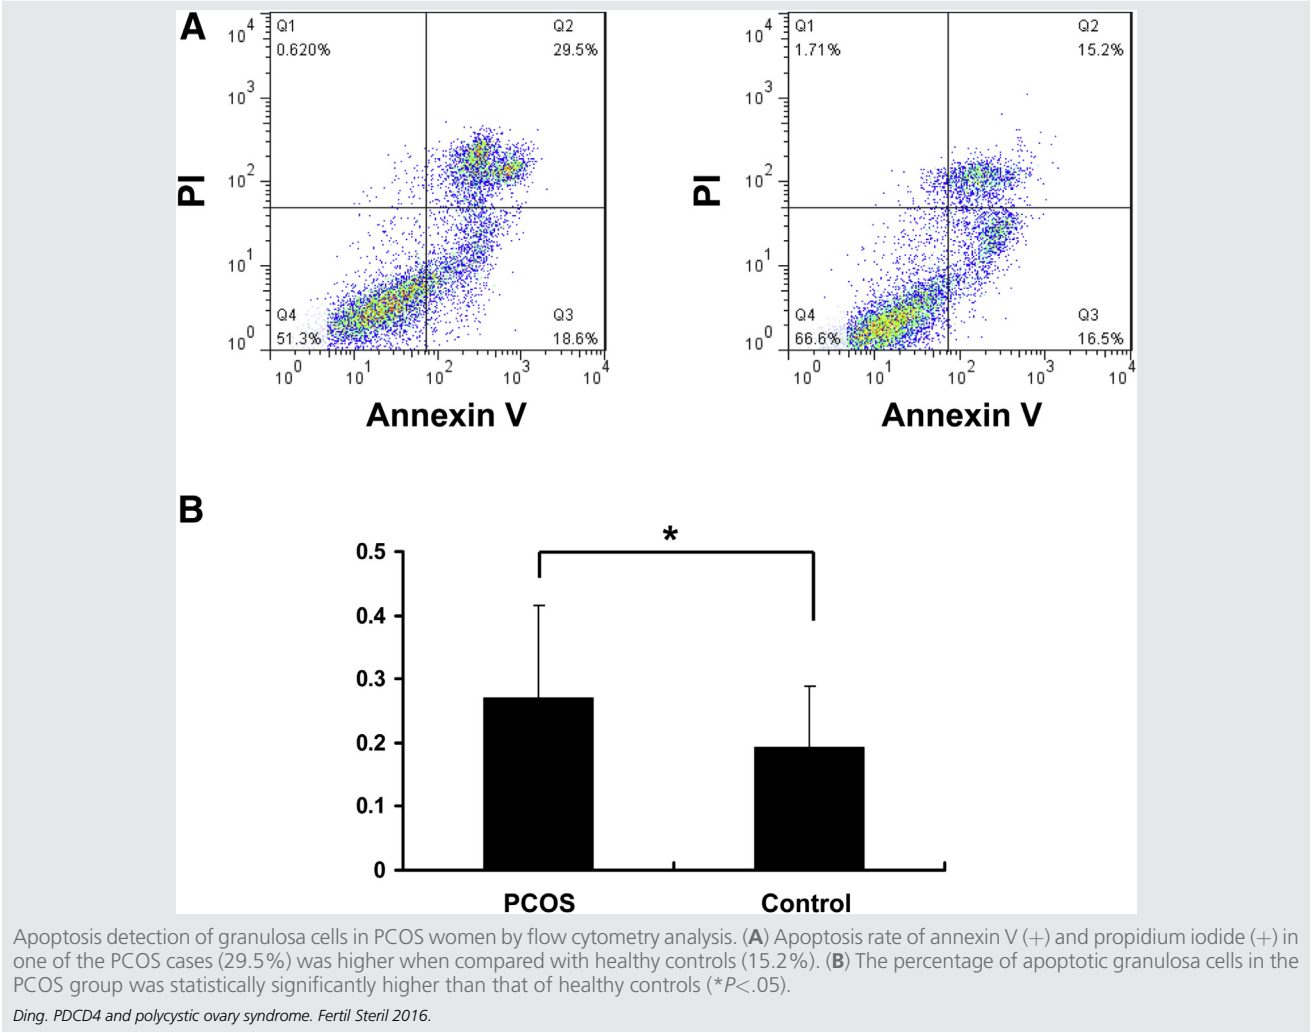 A
Q1
0.620%
Q2
29.5%
Q4
51.3%
Q3
18.6%
10^4
10^3
10^2
10^1
10^0
PI
10^0 10^1 10^2 10^3 10^4
Annexin V
Q1
1.71%
Q2
15.2%
Q4
66.6%
Q3
16.5%
10^4
10^3
10^2
10^1
10^0
PI
10^0 10^1 10^2 10^3 10^4
Annexin V
B
*
0.5
0.4
0.3
0.2
0.1
0
PCOS Control
Apoptosis detection of granulosa cells in PCOS women by flow cytometry analysis. (A) Apoptosis rate of annexin V (+) and propidium iodide (+) in
one of the PCOS cases (29.5%) was higher when compared with healthy controls (15.2%). (B) The percentage of apoptotic granulosa cells in the
PCOS group was statistically significantly higher than that of healthy controls (*P<.05).
Ding. PDCD4 and polycystic ovary syndrome. Fertil Steril 2016.